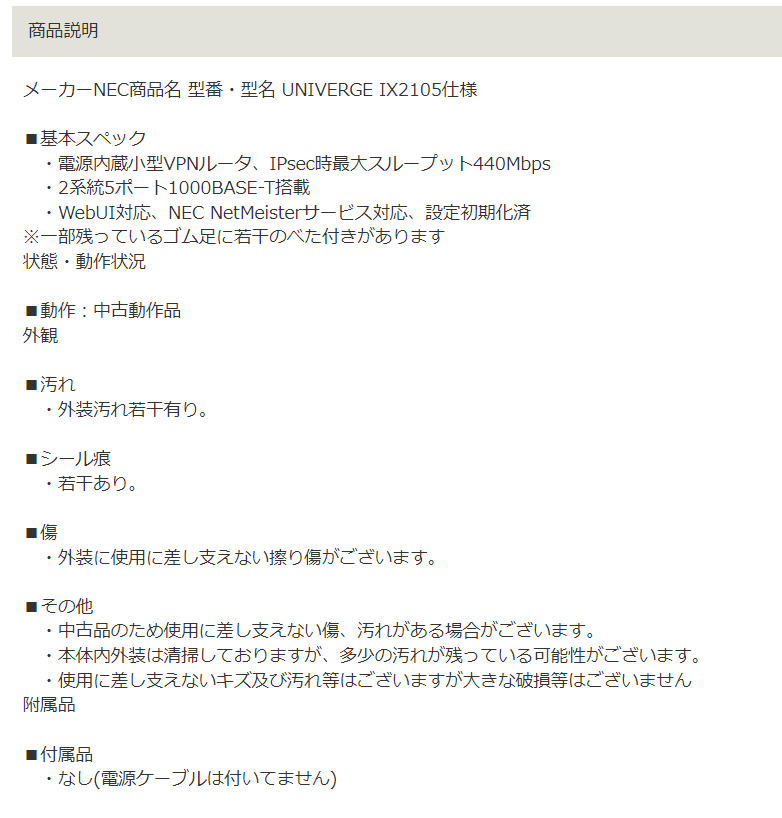 商品説明
メーカーNEC商品名 型番・型名 UNIVERGE IX2105仕様
■基本スペック
・電源内蔵小型VPNルータ、IPsec時最大スループット440Mbps
・2系統5ポート1000BASE-T搭載
・WebUI対応、NEC NetMeisterサービス対応、設定初期化済
※一部残っているゴム足に若干のべた付きがあります
状態・動作状況
■動作：中古動作品
外観
■汚れ
・外装汚れ若干有り。
■シール痕
・若干あり。
■傷
・外装に使用に差し支えない擦り傷がございます。
■その他
・中古品のため使用に差し支えない傷、汚れがある場合がございます。
・本体内外装は清掃しておりますが、多少の汚れが残っている可能性がございます。
・使用に差し支えないキズ及び汚れ等はございますが大きな破損等はございません
附属品
■付属品
・なし(電源ケーブルは付いてません)